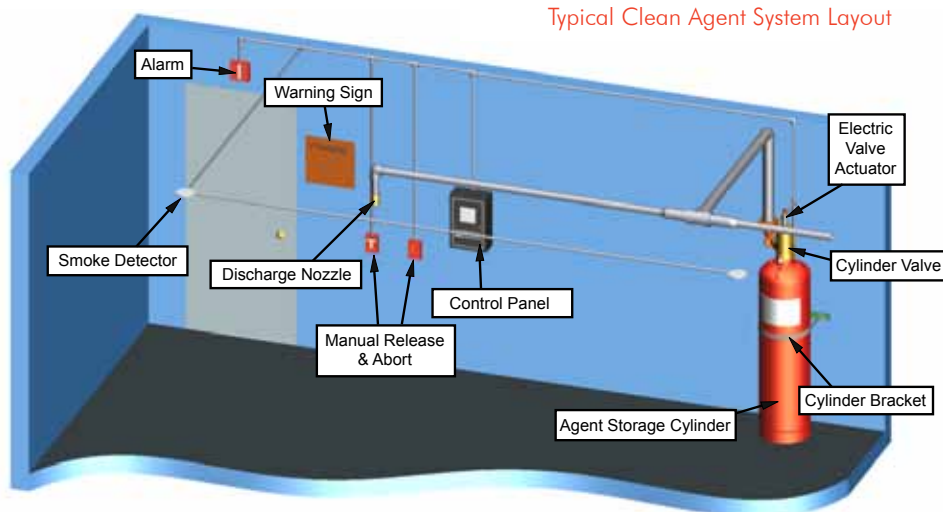 Typical Clean Agent System Layout
Alarm
Warning Sign
Electric
Valve
Actuator
Smoke Detector
Discharge Nozzle
Control Panel
Cylinder Valve
Manual Release
& Abort
Cylinder Bracket
Agent Storage Cylinder